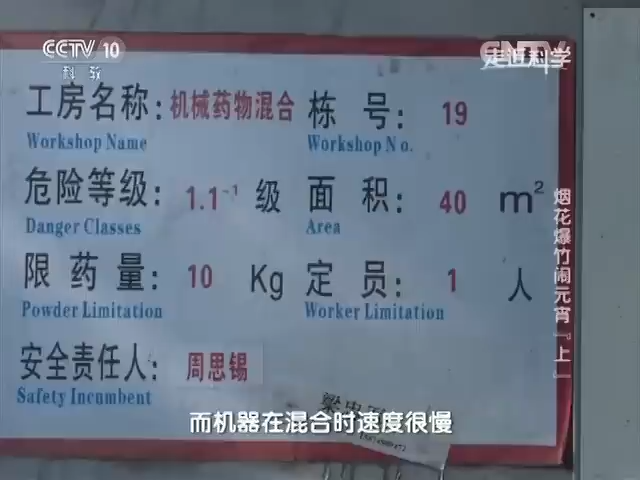 CCTV 10
科教
走近科学
工房名称: 机械药物混合 栋号: 19
Workshop Name Workshop No.
危险等级: 1.1⁻¹ 级 面积: 40 m²
Danger Classes Area
限药量: 10 Kg 定员: 1 人
Powder Limitation Worker Limitation
安全责任人: 周思锡
Safety Incumbent
烟花爆竹闹元宵『上』
而机器在混合时速度很慢